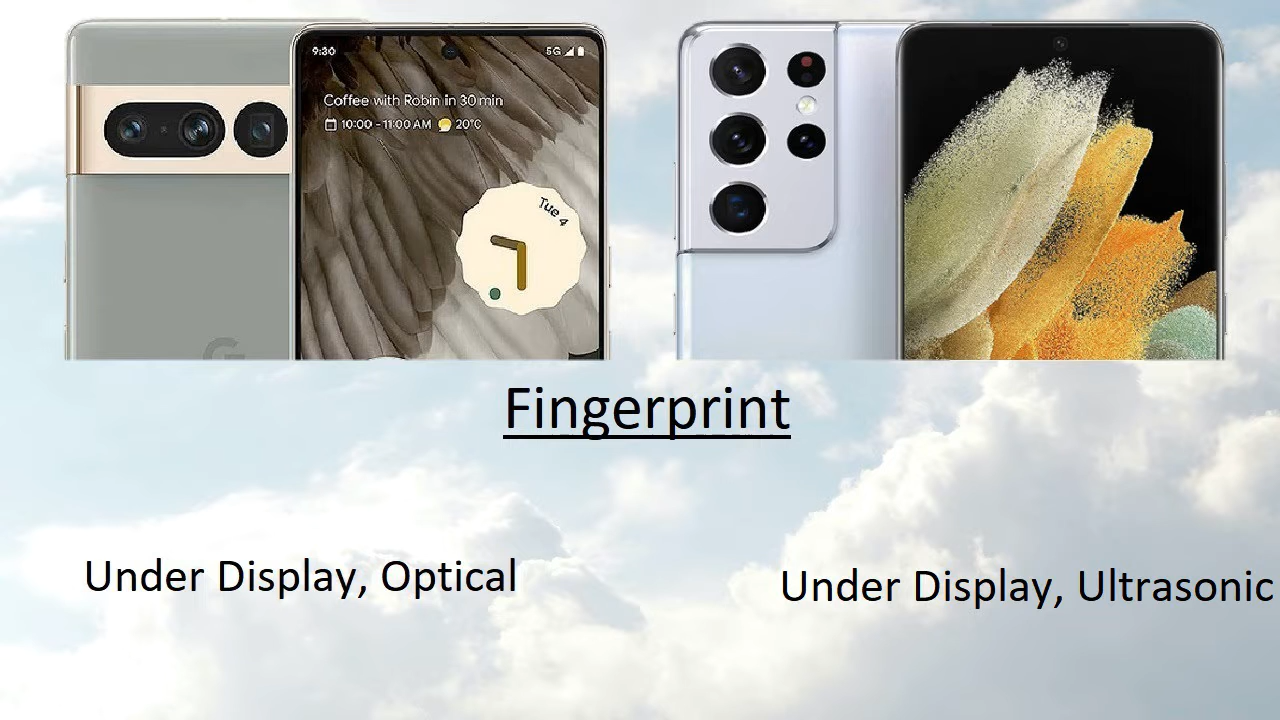 9:30
5G
Coffee with Robin in 30 min
10:00 - 11:00 AM 20°C
Tue 4
G
Fingerprint
Under Display, Optical
Under Display, Ultrasonic